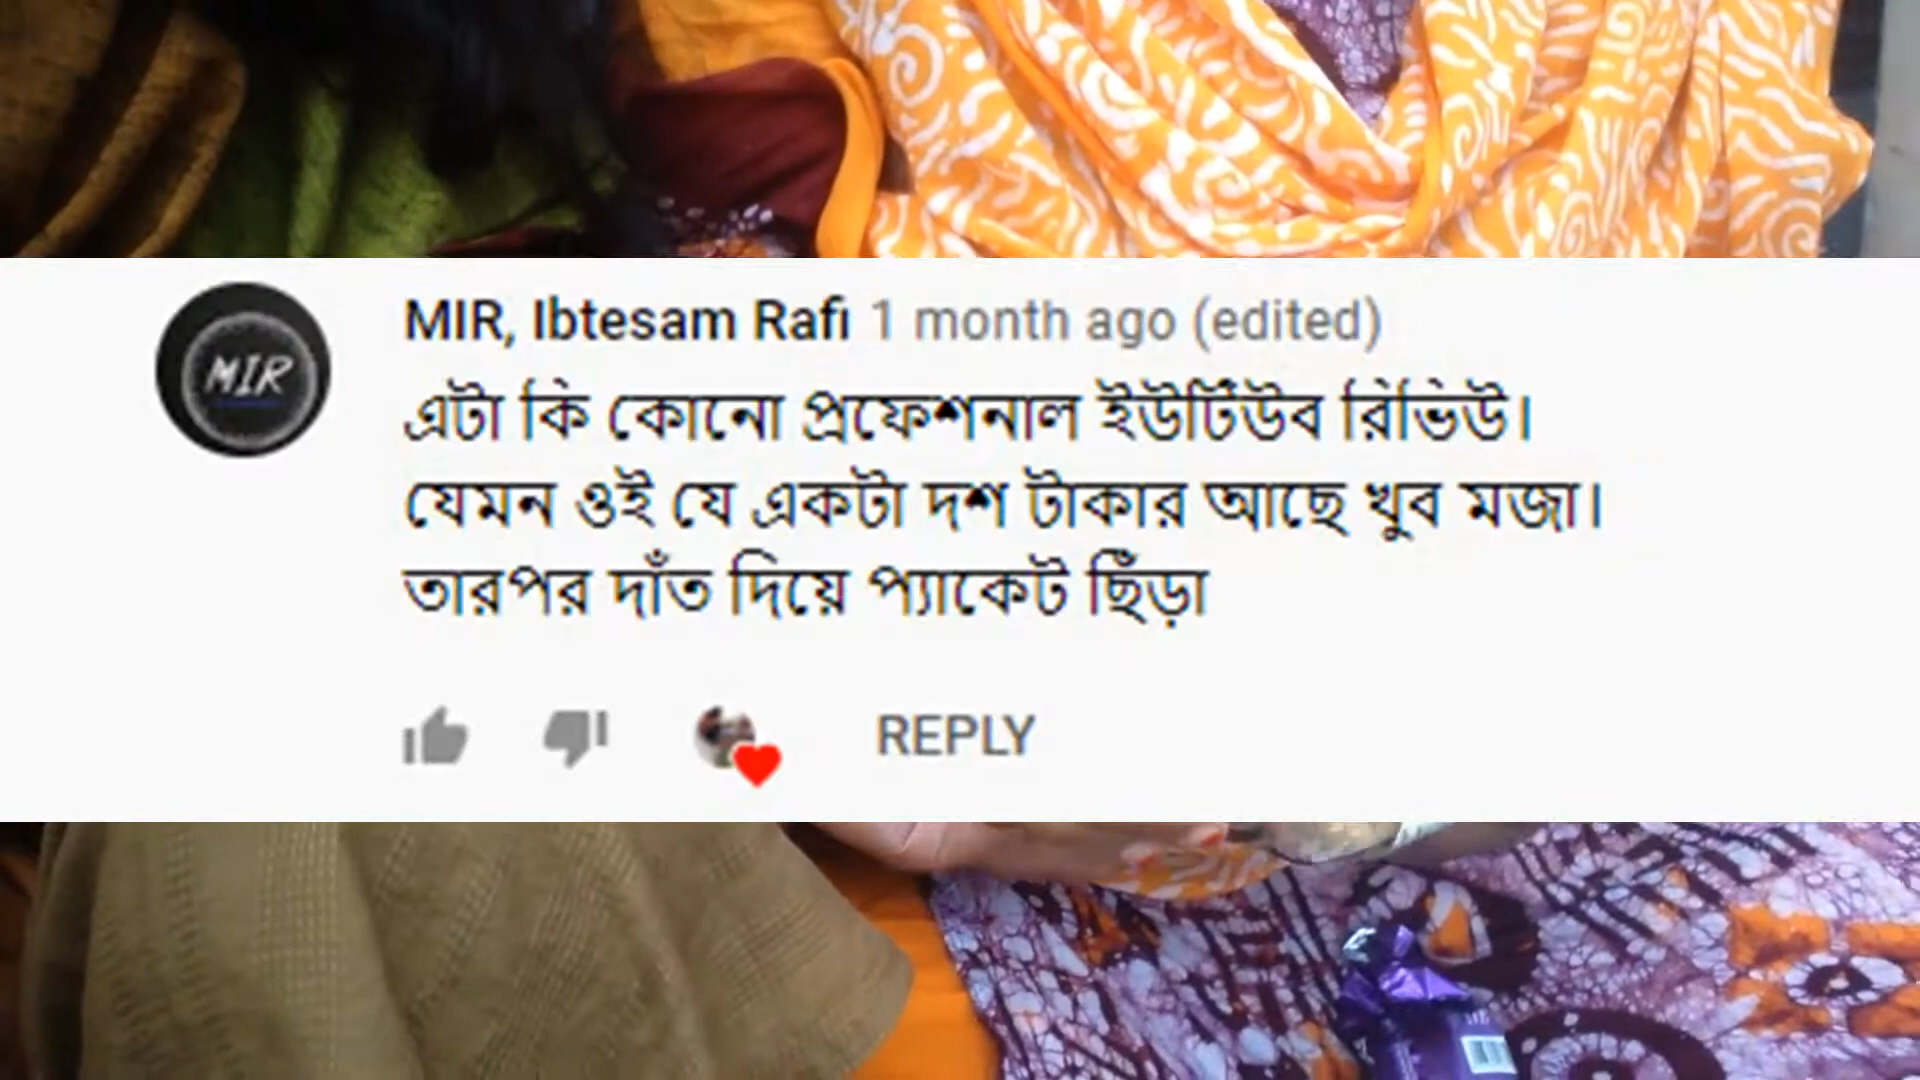 MIR
MIR, Ibtesam Rafi 1 month ago (edited)
এটা কি কোনো প্রফেশনাল ইউটিউব রিভিউ।
যেমন ওই যে একটা দশ টাকার আছে খুব মজা।
তারপর দাঁত দিয়ে প্যাকেট ছিঁড়া
REPLY